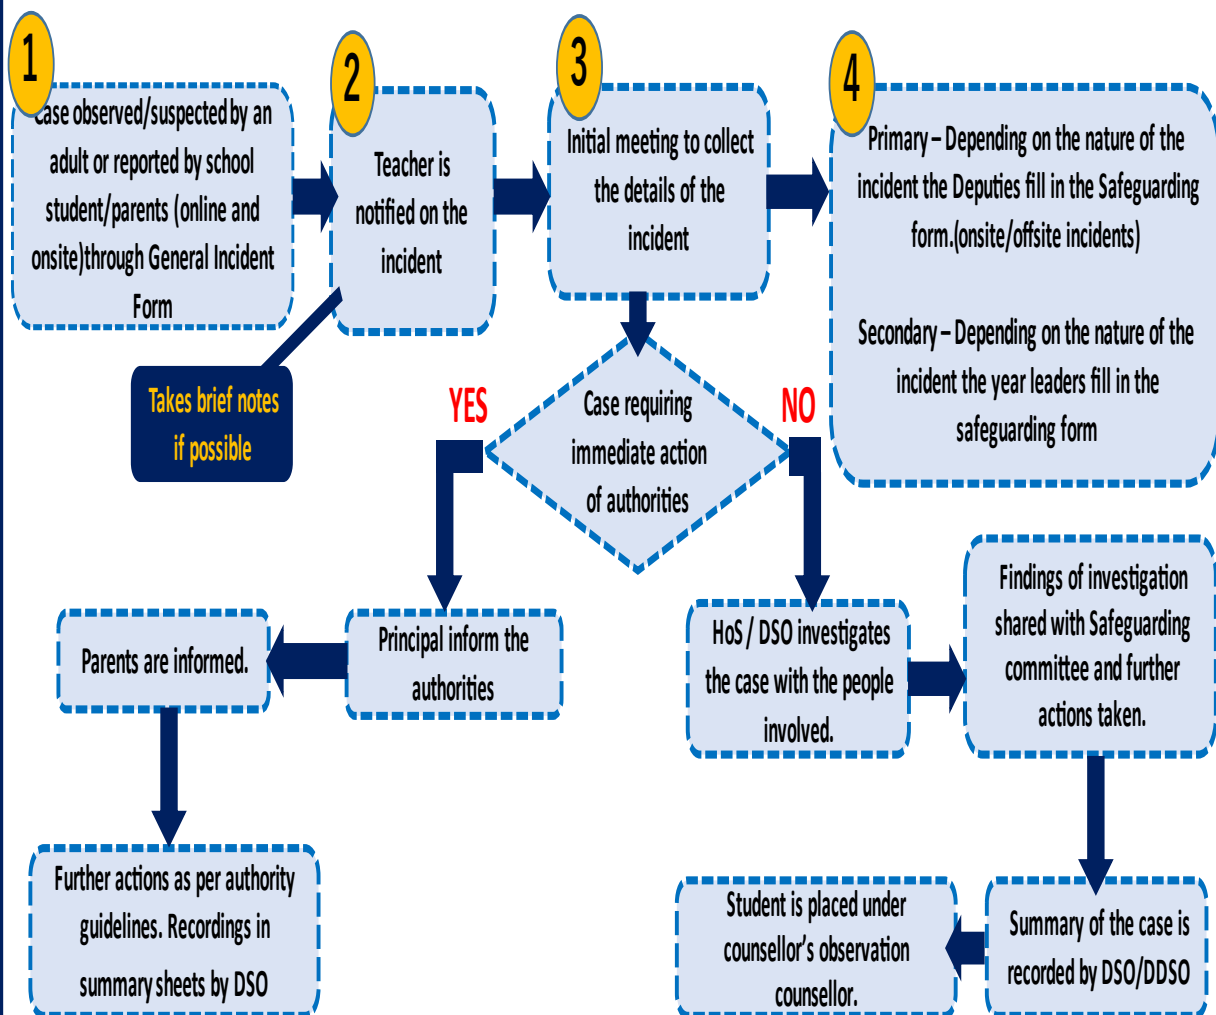 1
Case observed/suspected by an
adult or reported by school
student/parents (online and
onsite)through General Incident
Form
2
Teacher is
notified on the
incident
Takes brief notes
if possible
3
Initial meeting to collect
the details of the
incident
4
Primary – Depending on the nature of the
incident the Deputies fill in the Safeguarding
form.(onsite/offsite incidents)
Secondary – Depending on the nature of the
incident the year leaders fill in the
safeguarding form
YES
Case requiring
immediate action
of authorities
NO
Principal inform the
authorities
Parents are informed.
Further actions as per authority
guidelines. Recordings in
summary sheets by DSO
HoS / DSO investigates
the case with the people
involved.
Findings of investigation
shared with Safeguarding
committee and further
actions taken.
Summary of the case is
recorded by DSO/DDSO
Student is placed under
counsellor's observation
counsellor.